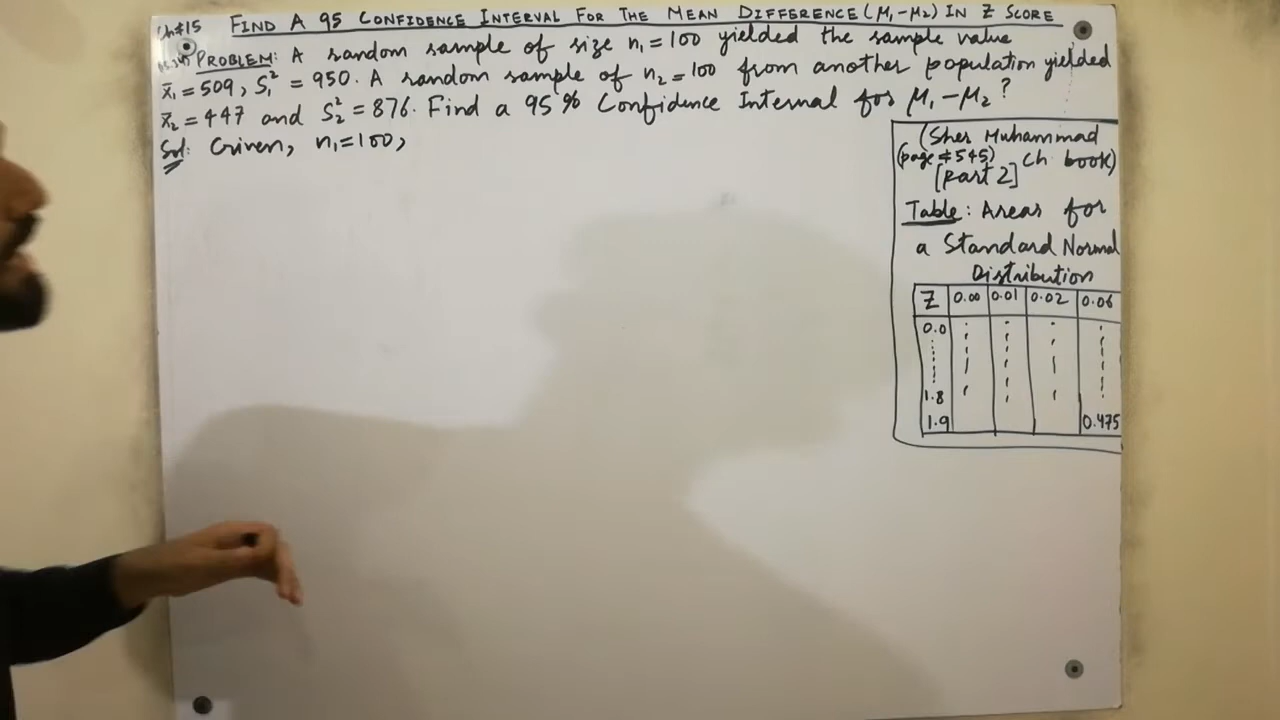 Ch#15
FIND A 95 CONFIDENCE INTERVAL FOR THE MEAN DIFFERENCE (μ₁-μ₂) IN Z SCORE
PROBLEM: A random sample of size n₁=100 yielded the sample value
x̄₁=509, S₁²=950. A random sample of n₂=100 from another population yielded
x̄₂=447 and S₂²=876. Find a 95% Confidence Internal for μ₁-μ₂?
Sol: Given, n₁=100,
(Sher Muhammad
(page #545) Ch book)
[part 2]
Table: Areas for
a Standard Normal
Distribution
Z 0.00 0.01 0.02 0.06
0.0
1.8
1.9 0.475